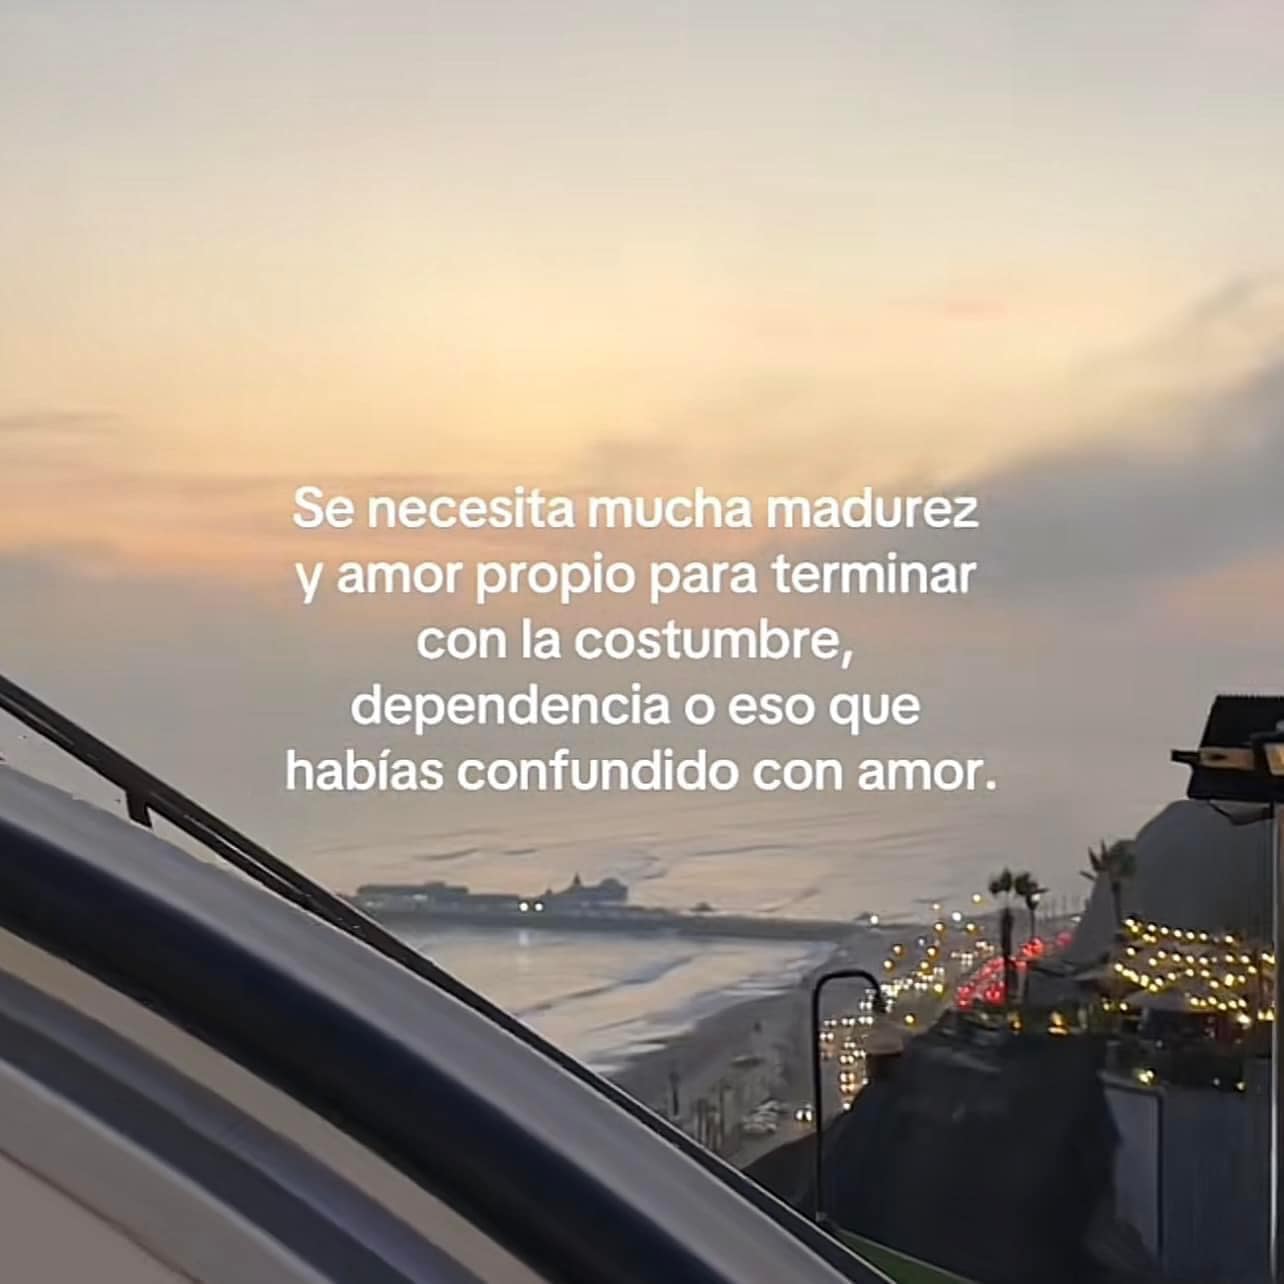 Se necesita mucha madurez
y amor propio para terminar
con la costumbre,
dependencia o eso que
habías confundido con amor.